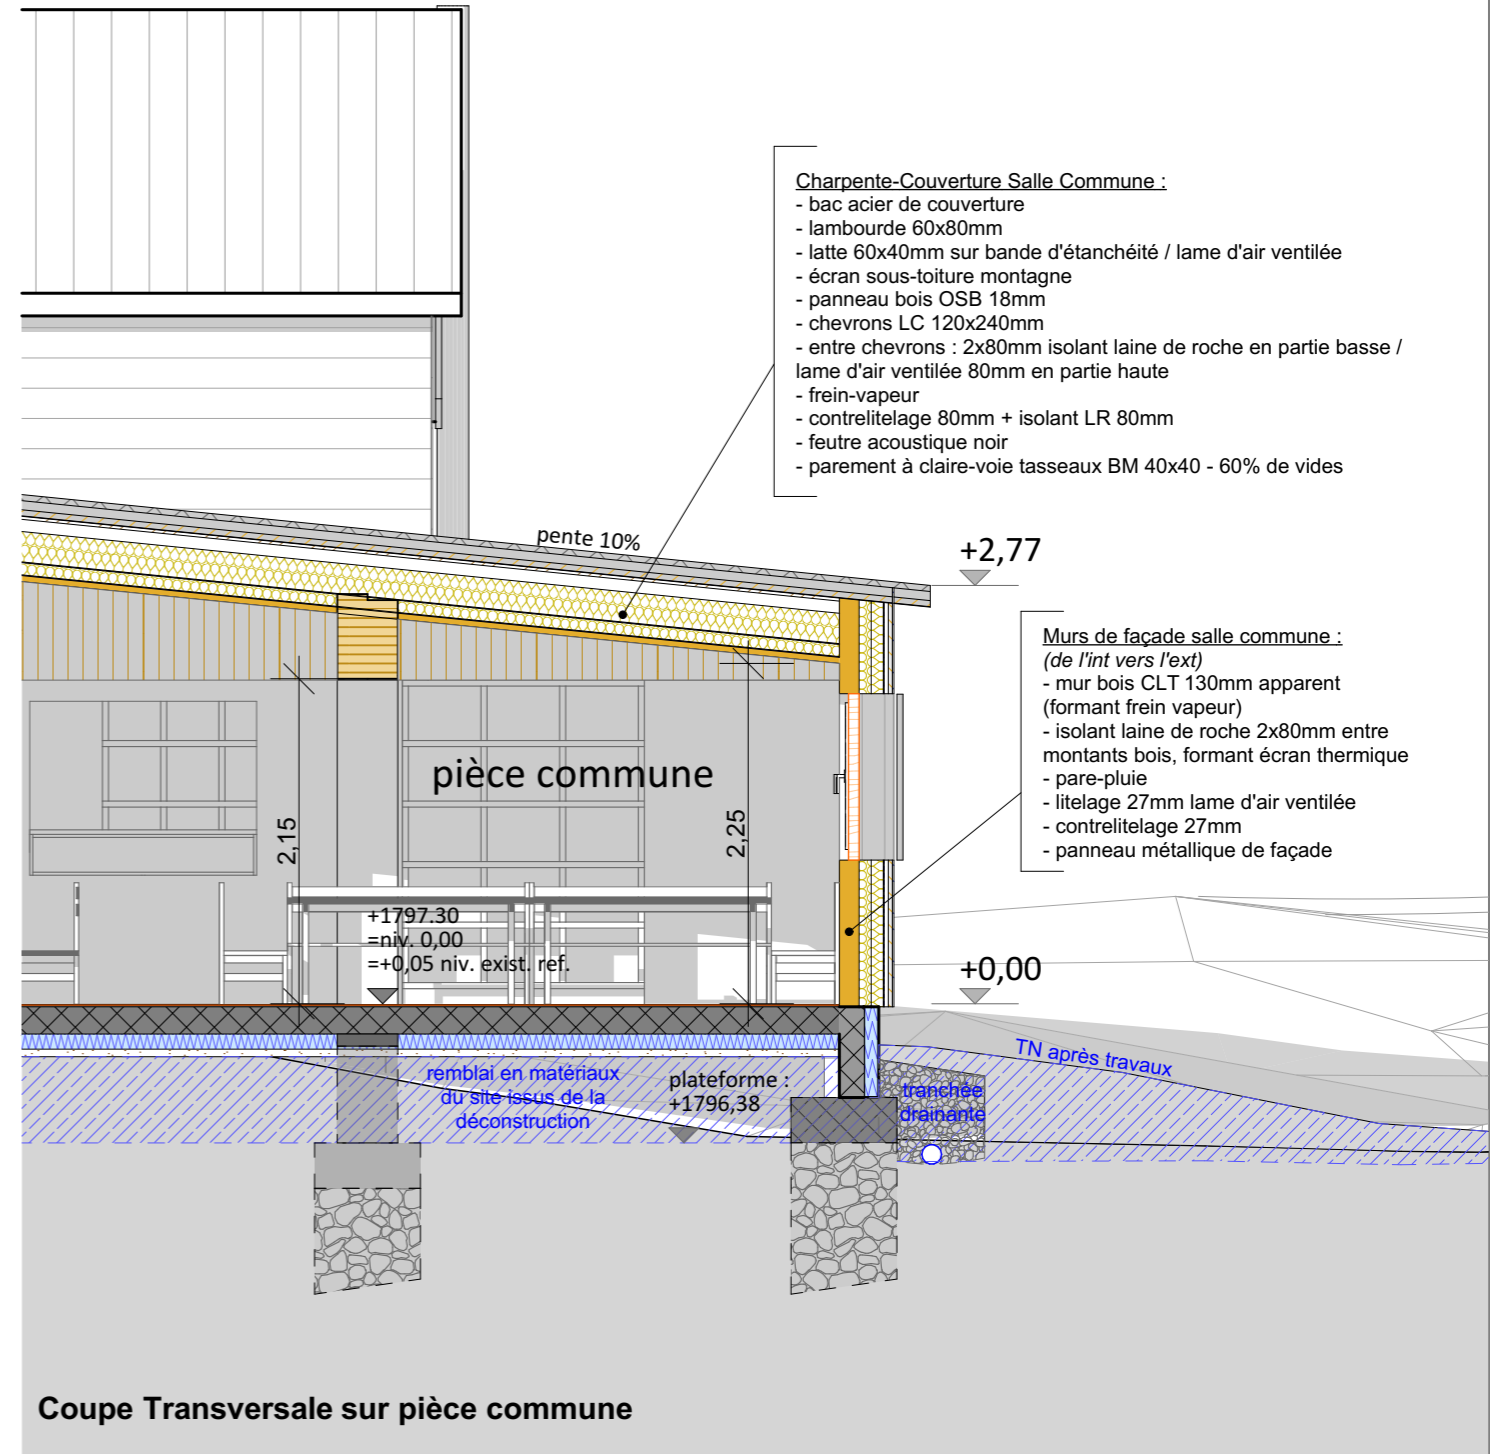 Charpente-Couverture Salle Commune :
- bac acier de couverture
- lambourde 60x80mm
- latte 60x40mm sur bande d'étanchéité / lame d'air ventilée
- écran sous-toiture montagne
- panneau bois OSB 18mm
- chevrons LC 120x240mm
- entre chevrons : 2x80mm isolant laine de roche en partie basse /
lame d'air ventilée 80mm en partie haute
- frein-vapeur
- contrelitelage 80mm + isolant LR 80mm
- feutre acoustique noir
- parement à claire-voie tasseaux BM 40x40 - 60% de vides
pente 10%
+2,77
Murs de façade salle commune :
(de l'int vers l'ext)
- mur bois CLT 130mm apparent
(formant frein vapeur)
- isolant laine de roche 2x80mm entre
montants bois, formant écran thermique
- pare-pluie
- litelage 27mm lame d'air ventilée
- contrelitelage 27mm
- panneau métallique de façade
pièce commune
2,15
2,25
+1797.30
=niv. 0,00
=+0,05 niv. exist. ref.
+0,00
TN après travaux
remblai en matériaux
du site issus de la
déconstruction
plateforme :
+1796,38
tranchée
drainante
Coupe Transversale sur pièce commune